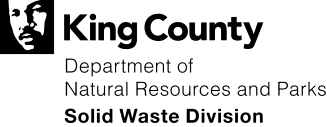 King County
Department of
Natural Resources and Parks
Solid Waste Division